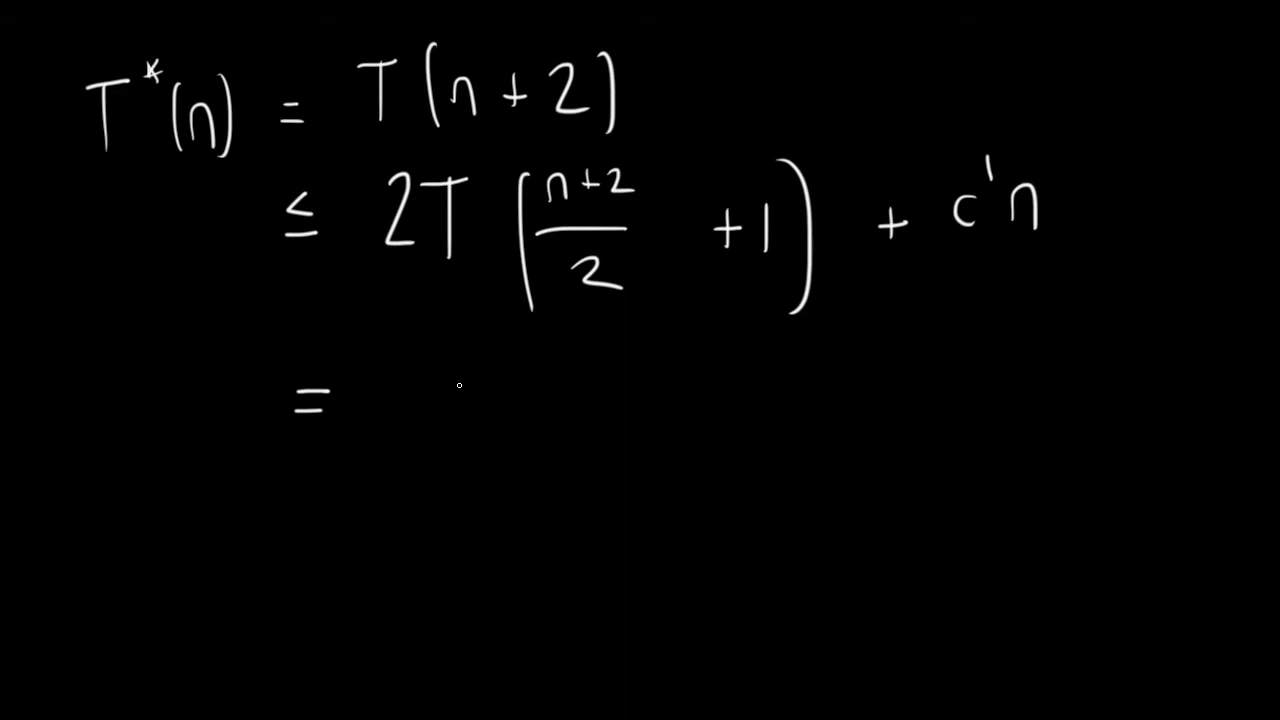 T*(n) = T(n+2)
≤ 2T((n+2)/2 + 1) + c'n
=